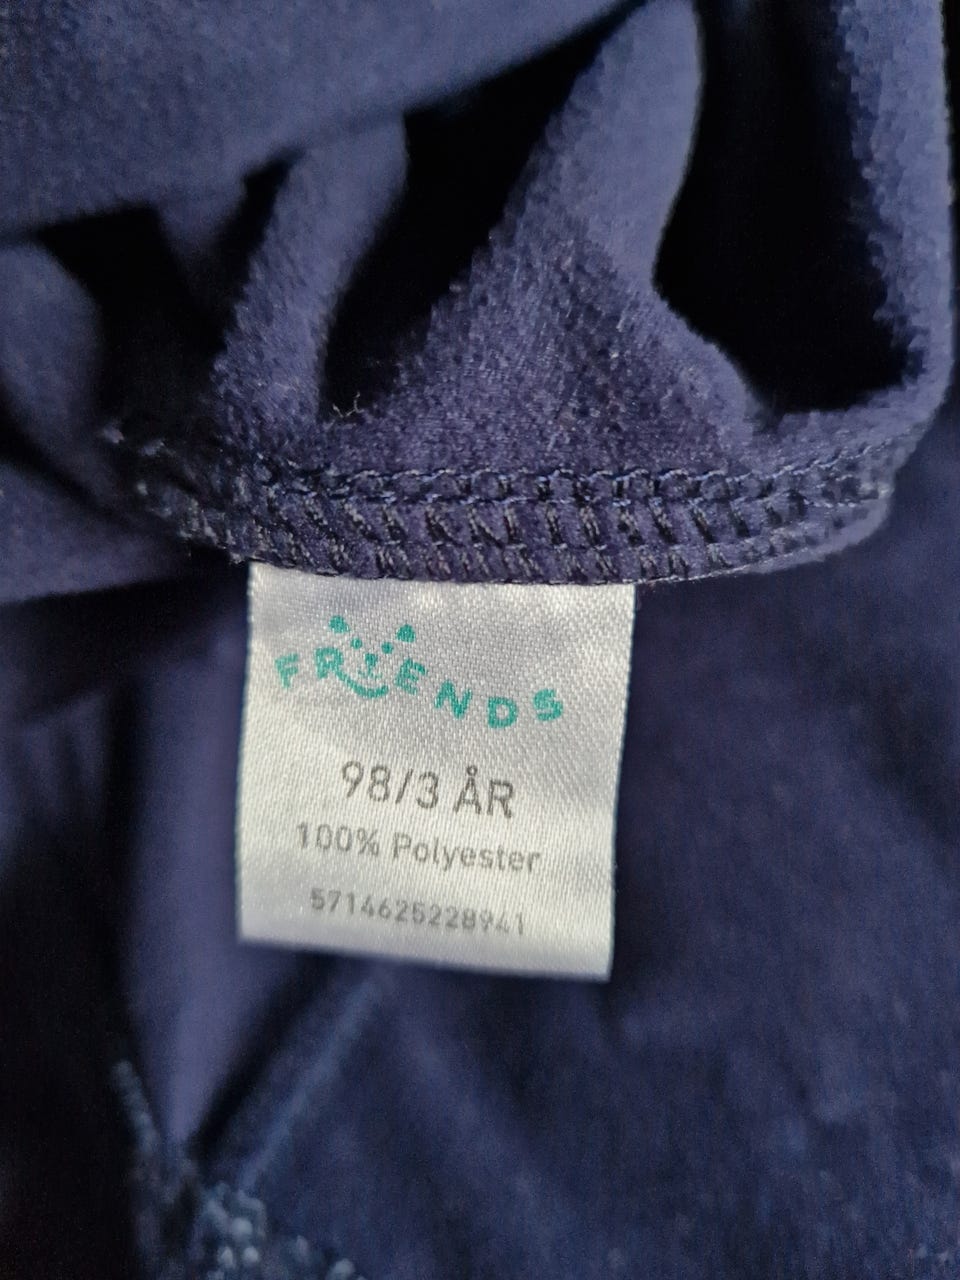 FRIENDS
98/3 ÅR
100% Polyester
5714625228941